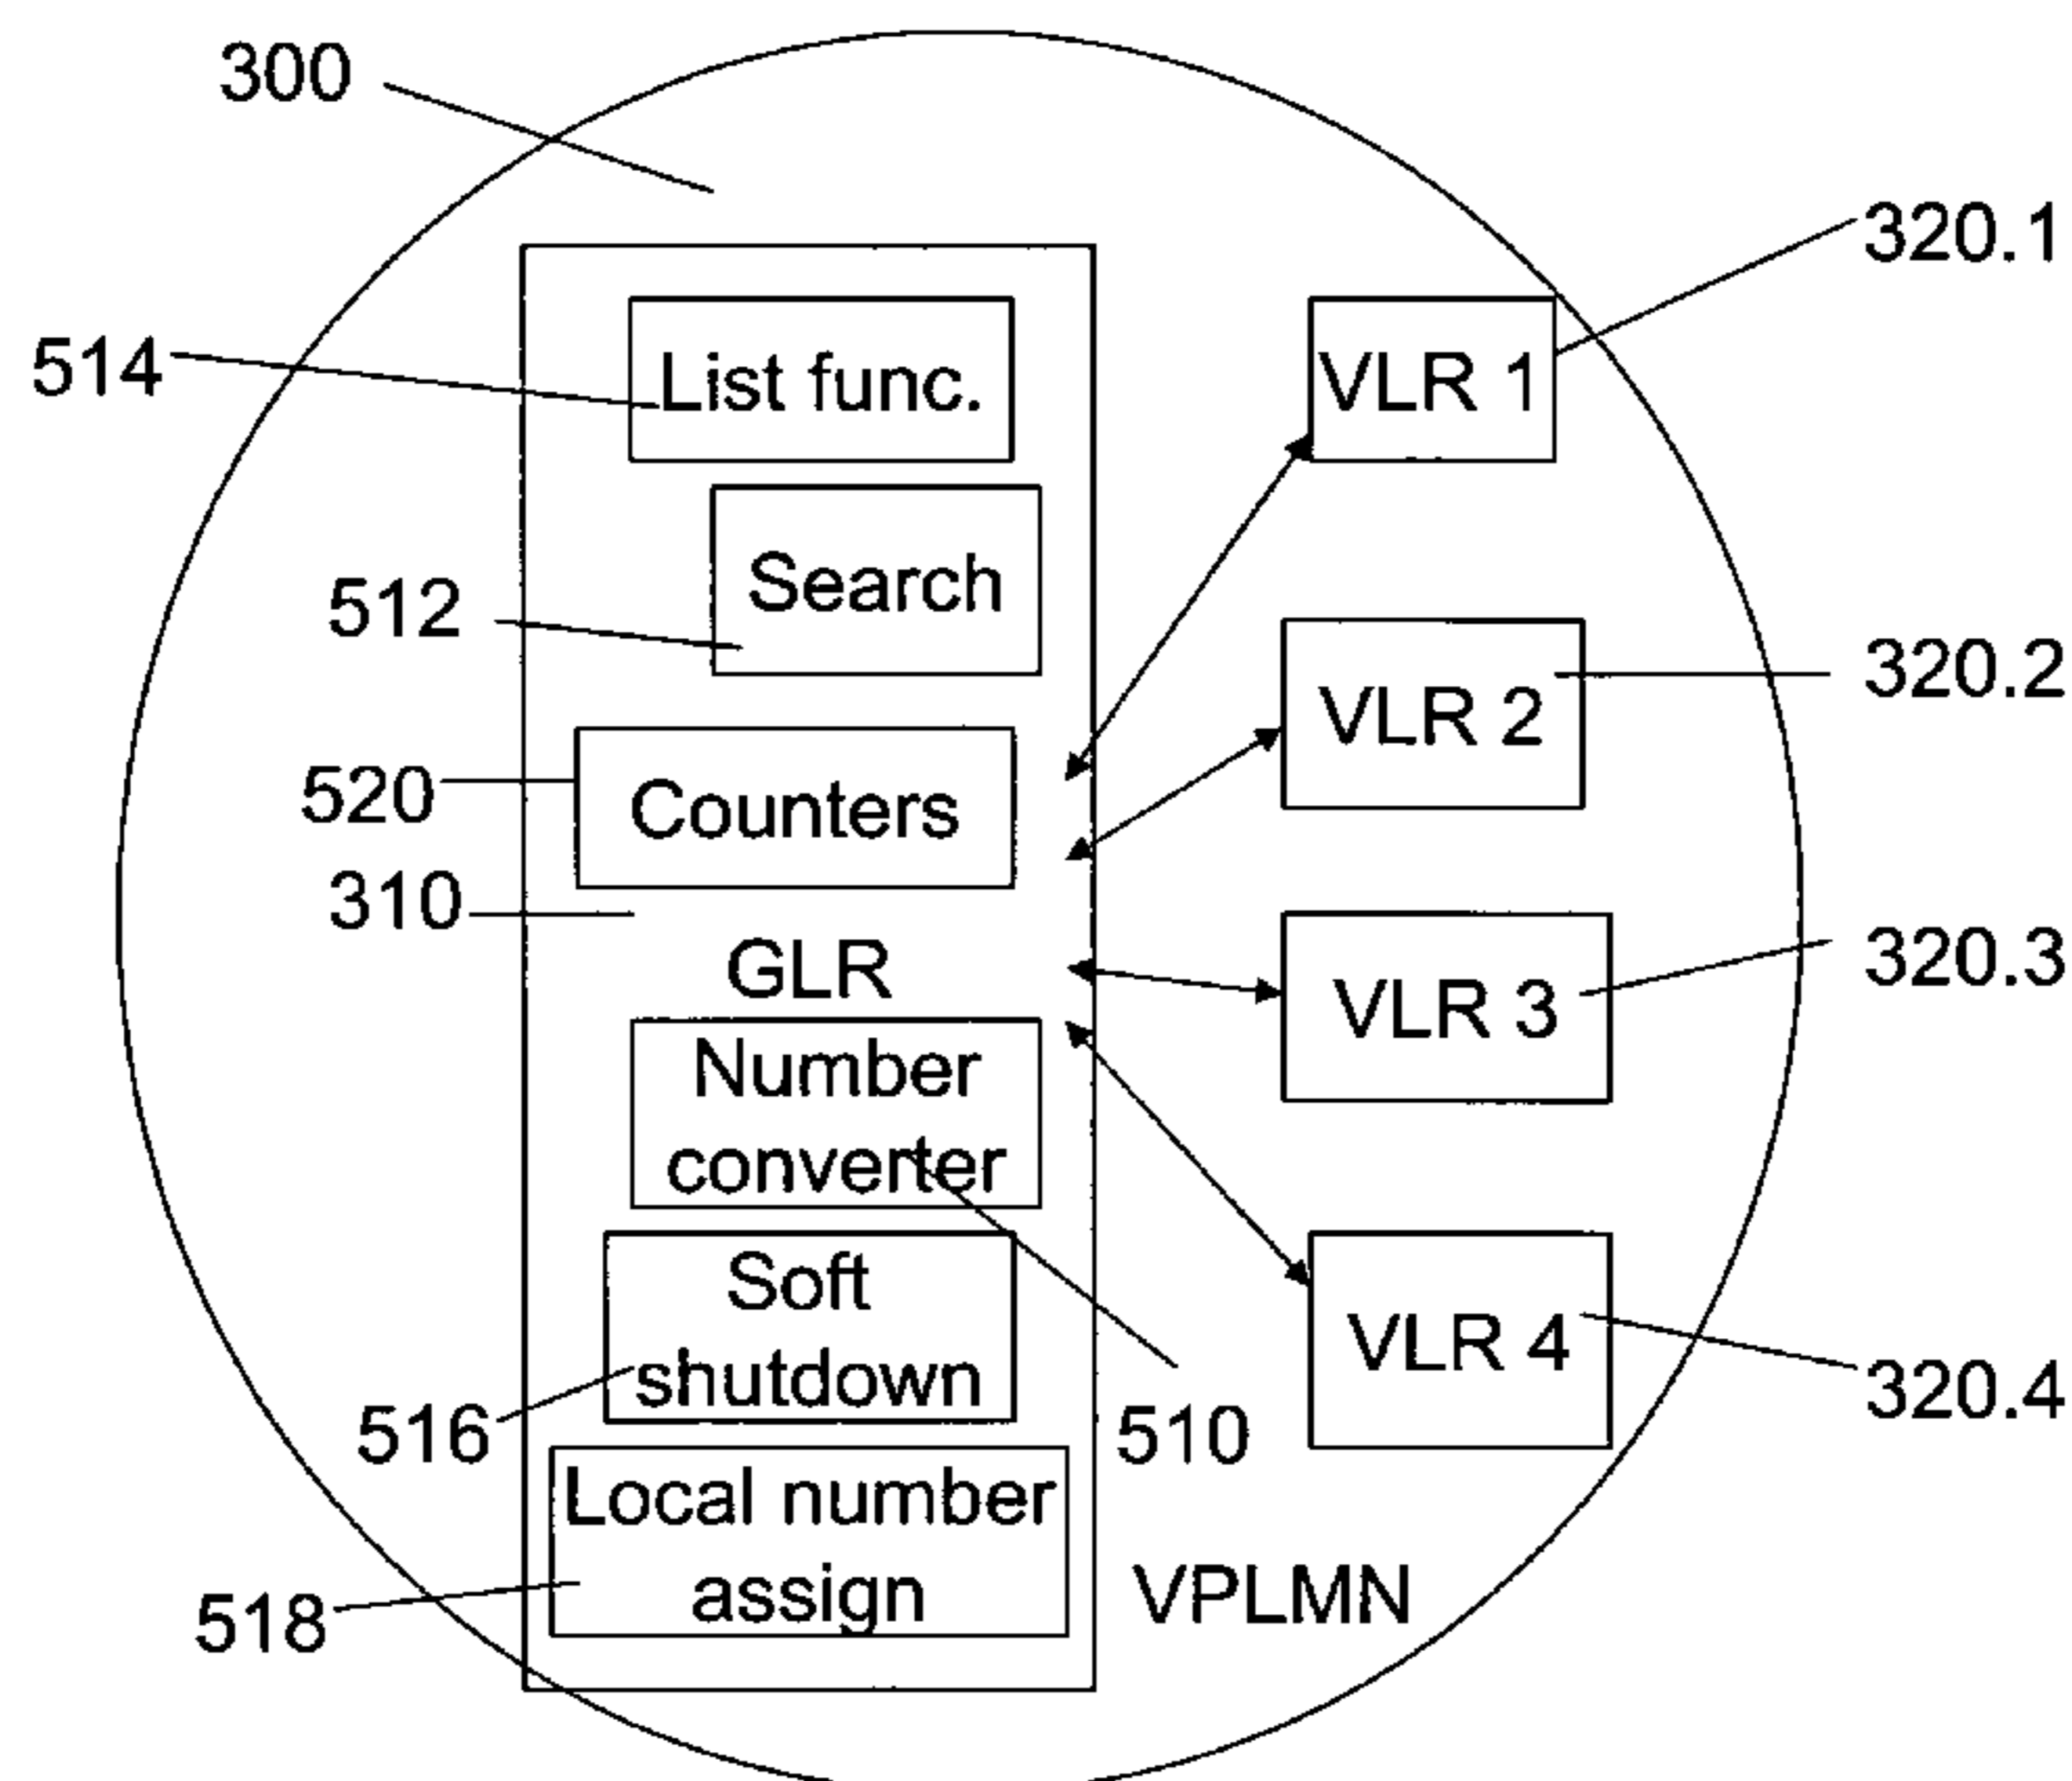 300
320.1
514
List func.
VLR 1
512
Search
320.2
VLR 2
520
Counters
310
GLR
320.3
VLR 3
Number
converter
Soft
shutdown
516
510
VLR 4
320.4
Local number
assign
518
VPLMN